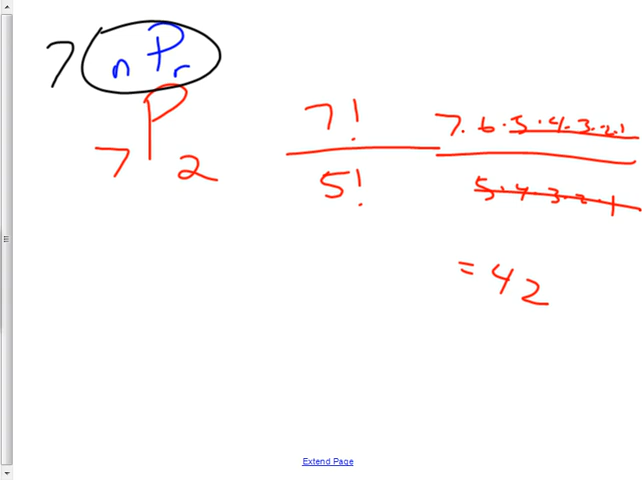 7 nPr
7P2
7! / 5!
7·6·5·4·3·2·1 / 5·4·3·2·1
= 42
Extend Page